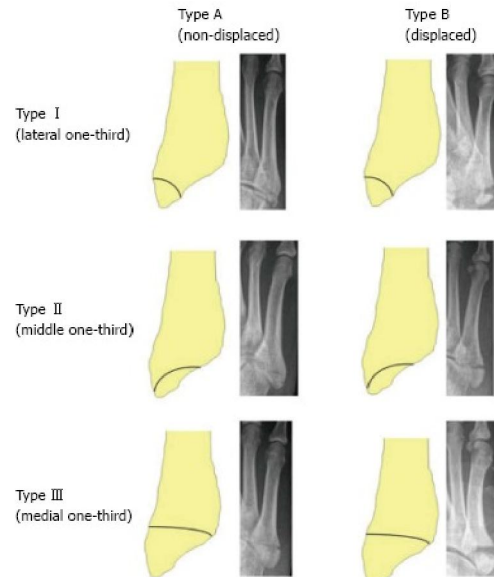 Type A
(non-displaced)
Type B
(displaced)
Type Ⅰ
(lateral one-third)
Type Ⅱ
(middle one-third)
Type Ⅲ
(medial one-third)